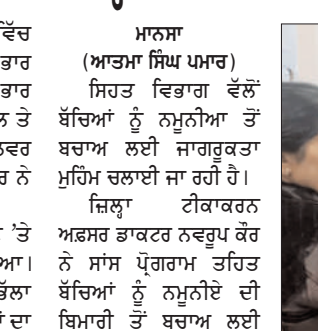 ਵਿੱਚ
ਭਾਰ
ਭਾਰ
ਤੇ
ਰ ਨੇ
'ਤੇ
ਆ।
ਂ ਦਾ
ਮਾਨਸਾ
(ਆਤਮਾ ਸਿੰਘ ਪਮਾਰ)
ਸਿਹਤ ਵਿਭਾਗ ਵੱਲੋਂ
ਬੱਚਿਆਂ ਨੂੰ ਨਮੂਨੀਆ ਤੋਂ
ਬਚਾਅ ਲਈ ਜਾਗਰੂਕਤਾ
ਮੁਹਿੰਮ ਚਲਾਈ ਜਾ ਰਹੀ ਹੈ।
ਜ਼ਿਲ੍ਹਾ ਟੀਕਾਕਰਨ
ਅਫ਼ਸਰ ਡਾਕਟਰ ਨਵਰੂਪ ਕੌਰ
ਨੇ ਸਾਂਸ ਪ੍ਰੋਗਰਾਮ ਤਹਿਤ
ਬੱਚਿਆਂ ਨੂੰ ਨਮੂਨੀਏ ਦੀ
ਬਿਮਾਰੀ ਤੋਂ ਬਚਾਅ ਲਈ